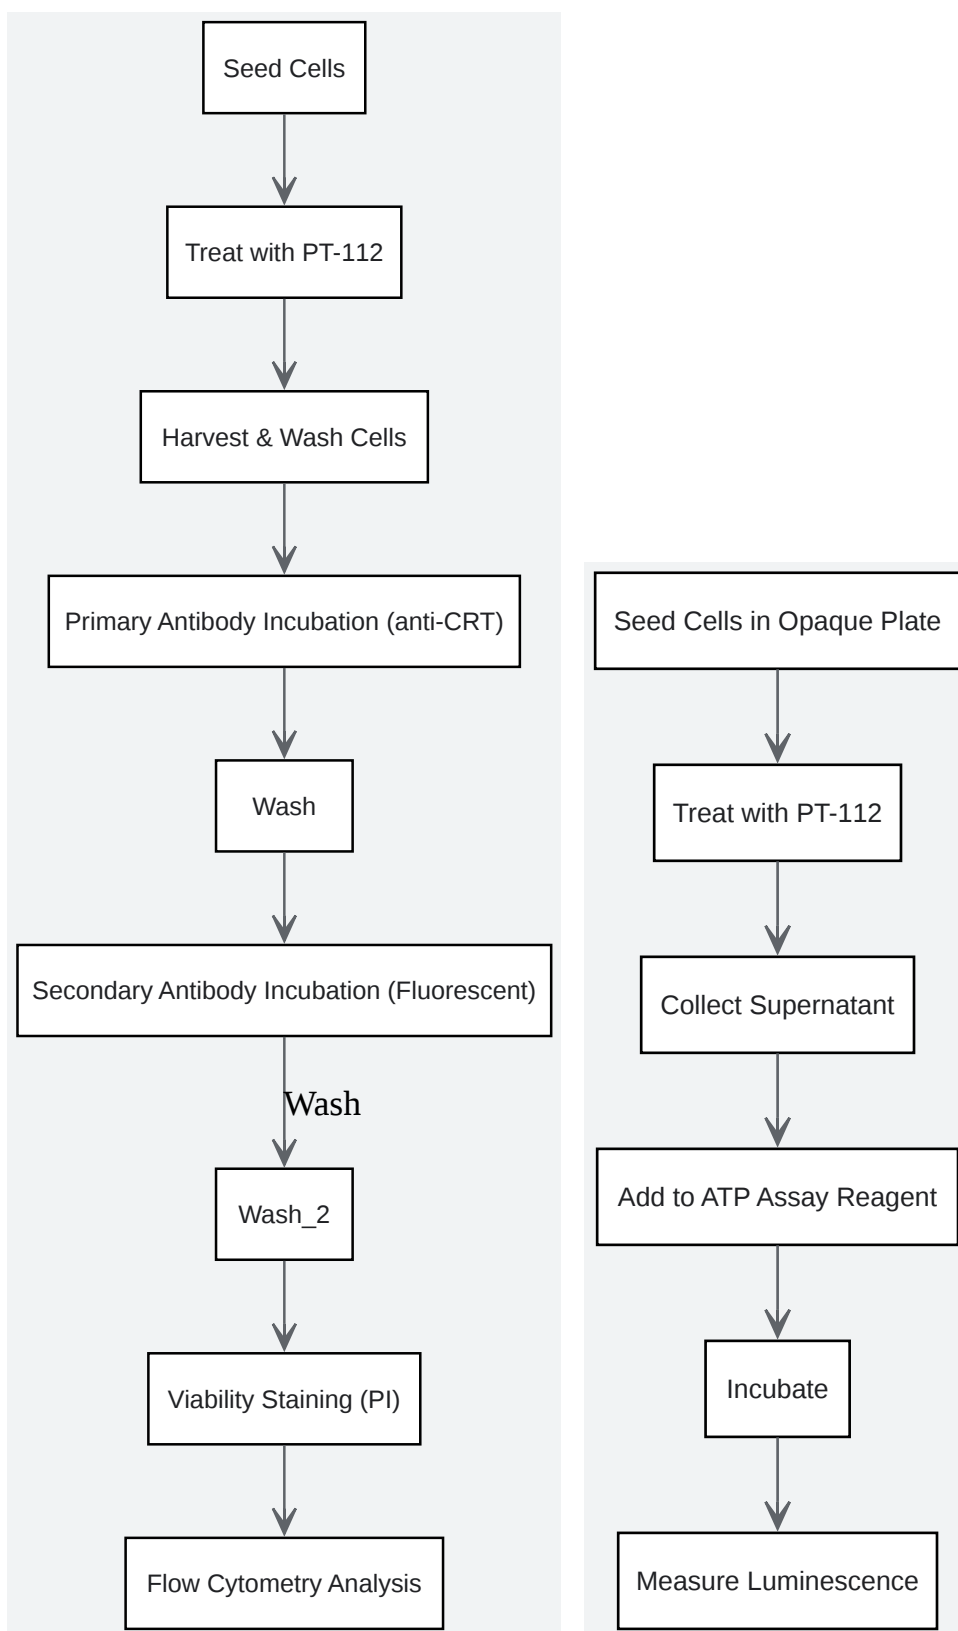 Seed Cells
Treat with PT-112
Harvest & Wash Cells
Primary Antibody Incubation (anti-CRT)
Wash
Secondary Antibody Incubation (Fluorescent)
Wash
Wash_2
Viability Staining (PI)
Flow Cytometry Analysis
Seed Cells in Opaque Plate
Treat with PT-112
Collect Supernatant
Add to ATP Assay Reagent
Incubate
Measure Luminescence